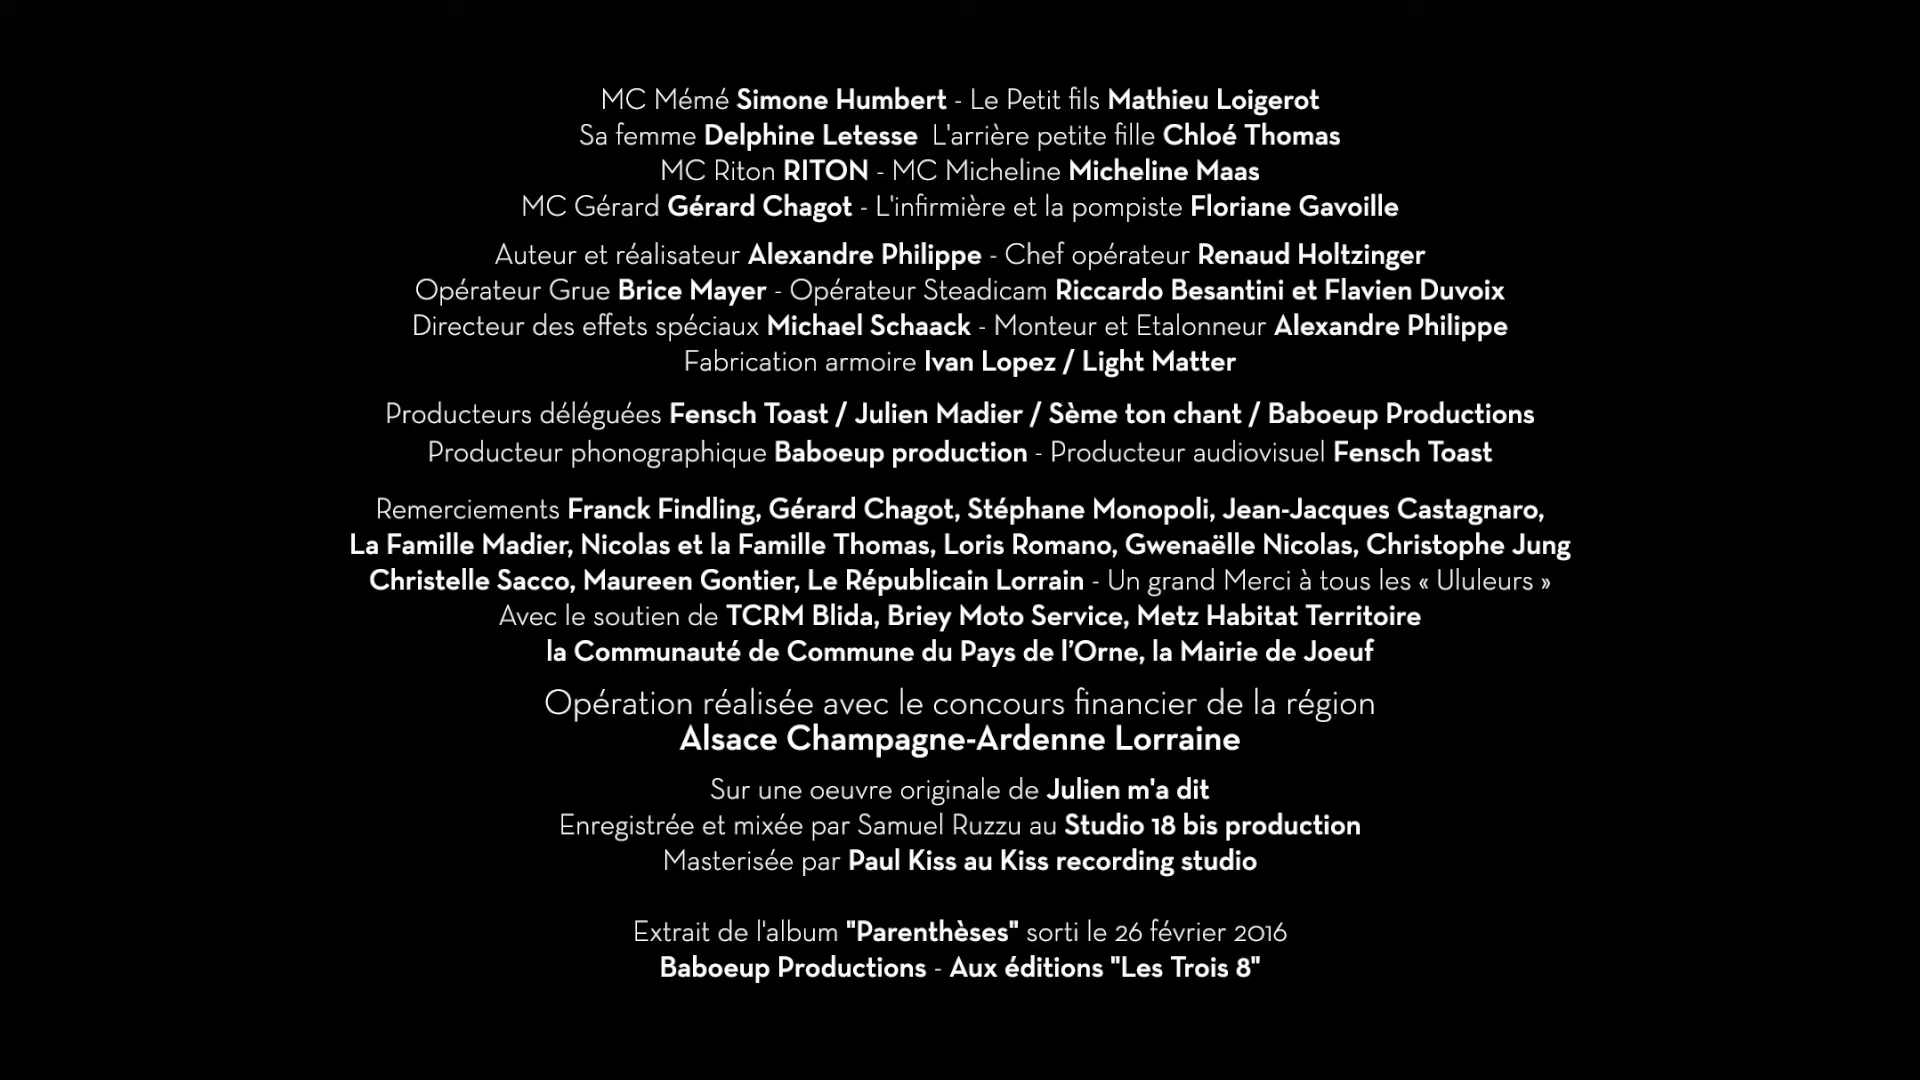 MC Mémé Simone Humbert - Le Petit fils Mathieu Loigerot
Sa femme Delphine Letesse L'arrière petite fille Chloé Thomas
MC Riton RITON - MC Micheline Micheline Maas
MC Gérard Gérard Chagot - L'infirmière et la pompiste Floriane Gavoille
Auteur et réalisateur Alexandre Philippe - Chef opérateur Renaud Holtzinger
Opérateur Grue Brice Mayer - Opérateur Steadicam Riccardo Besantini et Flavien Duvoix
Directeur des effets spéciaux Michael Schaack - Monteur et Etalonneur Alexandre Philippe
Fabrication armoire Ivan Lopez / Light Matter
Producteurs déléguées Fensch Toast / Julien Madier / Sème ton chant / Baboeup Productions
Producteur phonographique Baboeup production - Producteur audiovisuel Fensch Toast
Remerciements Franck Findling, Gérard Chagot, Stéphane Monopoli, Jean-Jacques Castagnaro,
La Famille Madier, Nicolas et la Famille Thomas, Loris Romano, Gwenaëlle Nicolas, Christophe Jung
Christelle Sacco, Maureen Gontier, Le Républicain Lorrain - Un grand Merci à tous les « Ululeurs »
Avec le soutien de TCRM Blida, Briey Moto Service, Metz Habitat Territoire
la Communauté de Commune du Pays de l’Orne, la Mairie de Joeuf
Opération réalisée avec le concours financier de la région
Alsace Champagne-Ardenne Lorraine
Sur une oeuvre originale de Julien m'a dit
Enregistrée et mixée par Samuel Ruzzu au Studio 18 bis production
Masterisée par Paul Kiss au Kiss recording studio
Extrait de l'album "Parenthèses" sorti le 26 février 2016
Baboeup Productions - Aux éditions "Les Trois 8"